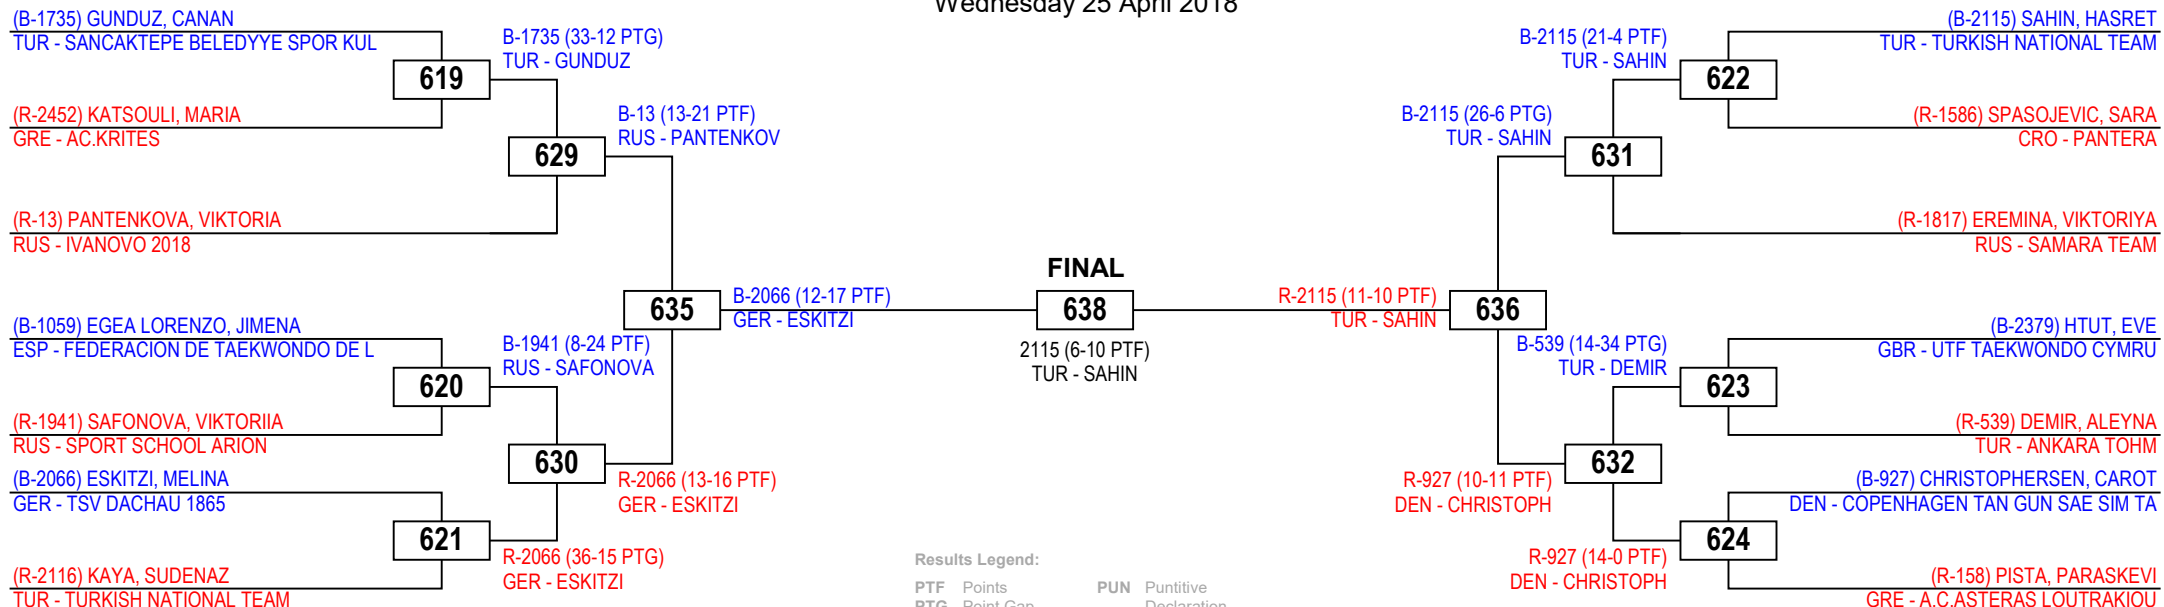 Wednesday 25 April 2018
(B-1735) GUNDUZ, CANAN
TUR - SANCAKTEPE BELEDYYE SPOR KUL
619
(R-2452) KATSOULI, MARIA
GRE - AC.KRITES
B-1735 (33-12 PTG)
TUR - GUNDUZ
629
(R-13) PANTENKOVA, VIKTORIA
RUS - IVANOVO 2018
B-13 (13-21 PTF)
RUS - PANTENKOV
635
(B-1059) EGEA LORENZO, JIMENA
ESP - FEDERACION DE TAEKWONDO DE L
620
(R-1941) SAFONOVA, VIKTORIIA
RUS - SPORT SCHOOL ARION
B-1941 (8-24 PTF)
RUS - SAFONOVA
630
(B-2066) ESKITZI, MELINA
GER - TSV DACHAU 1865
621
(R-2116) KAYA, SUDENAZ
TUR - TURKISH NATIONAL TEAM
R-2066 (36-15 PTG)
GER - ESKITZI
R-2066 (13-16 PTF)
GER - ESKITZI
B-2066 (12-17 PTF)
GER - ESKITZI
FINAL
638
2115 (6-10 PTF)
TUR - SAHIN
R-2115 (11-10 PTF)
TUR - SAHIN
636
B-2115 (26-6 PTG)
TUR - SAHIN
631
B-2115 (21-4 PTF)
TUR - SAHIN
622
(B-2115) SAHIN, HASRET
TUR - TURKISH NATIONAL TEAM
(R-1586) SPASOJEVIC, SARA
CRO - PANTERA
(R-1817) EREMINA, VIKTORIYA
RUS - SAMARA TEAM
B-539 (14-34 PTG)
TUR - DEMIR
623
(B-2379) HTUT, EVE
GBR - UTF TAEKWONDO CYMRU
(R-539) DEMIR, ALEYNA
TUR - ANKARA TOHM
632
R-927 (10-11 PTF)
DEN - CHRISTOPH
(B-927) CHRISTOPHERSEN, CAROT
DEN - COPENHAGEN TAN GUN SAE SIM TA
624
R-927 (14-0 PTF)
DEN - CHRISTOPH
(R-158) PISTA, PARASKEVI
GRE - A.C.ASTERAS LOUTRAKIOU
Results Legend:
PTF Points PUN Puntitive
PTG Point Gap Declaration